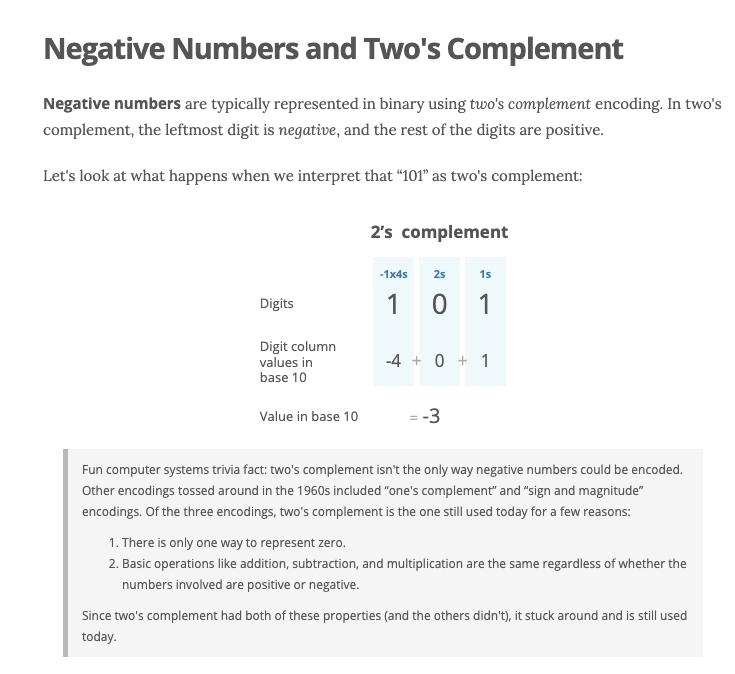 Negative Numbers and Two's Complement
Negative numbers are typically represented in binary using two's complement encoding. In two's
complement, the leftmost digit is negative, and the rest of the digits are positive.
Let's look at what happens when we interpret that “101” as two's complement:
2’s complement
-1x4s 2s 1s
Digits 1 0 1
Digit column
values in
base 10
-4 + 0 + 1
Value in base 10 = -3
Fun computer systems trivia fact: two's complement isn't the only way negative numbers could be encoded.
Other encodings tossed around in the 1960s included “one's complement” and “sign and magnitude”
encodings. Of the three encodings, two's complement is the one still used today for a few reasons:
1. There is only one way to represent zero.
2. Basic operations like addition, subtraction, and multiplication are the same regardless of whether the
numbers involved are positive or negative.
Since two's complement had both of these properties (and the others didn't), it stuck around and is still used
today.